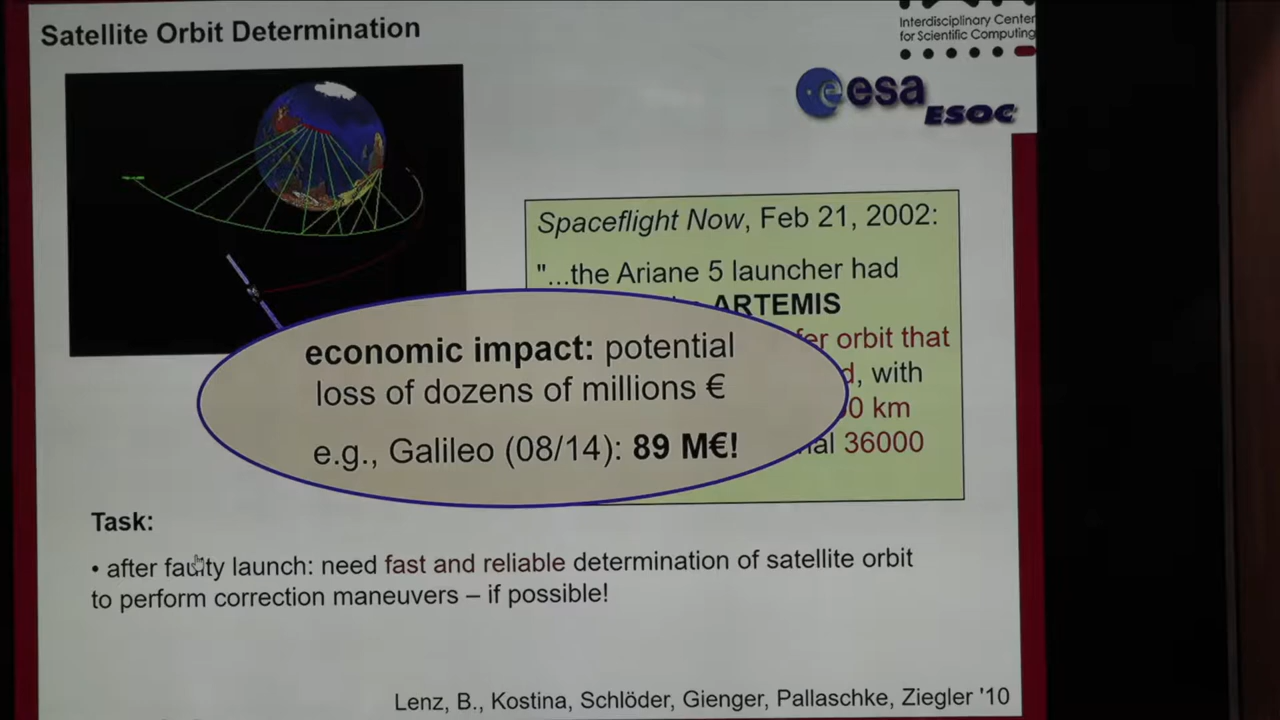 Satellite Orbit Determination
Interdisciplinary Center
for Scientific Computing
esa
ESOC
Spaceflight Now, Feb 21, 2002:
"...the Ariane 5 launcher had
ARTEMIS
orbit that
, with
km
36000
economic impact: potential
loss of dozens of millions €
e.g., Galileo (08/14): 89 M€!
Task:
• after faulty launch: need fast and reliable determination of satellite orbit
to perform correction maneuvers – if possible!
Lenz, B., Kostina, Schlöder, Gienger, Pallaschke, Ziegler '10